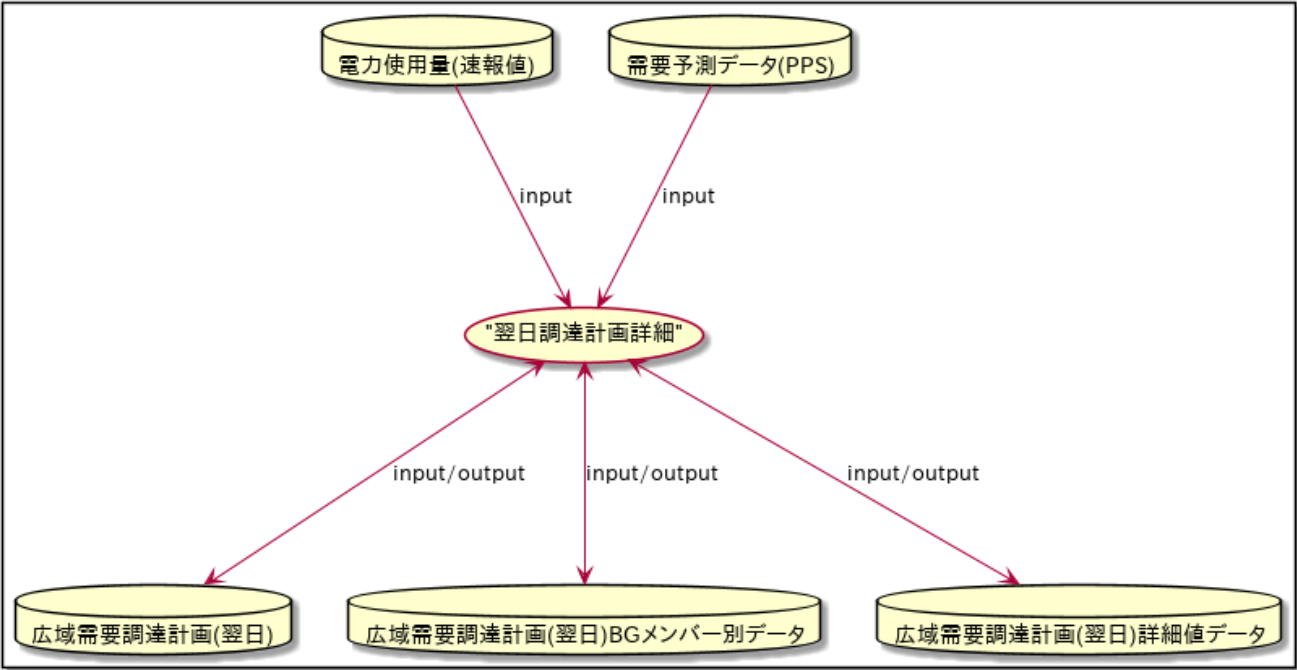 電力使用量(速報値)
需要予測データ(PPS)
input
input
"翌日調達計画詳細"
input/output
input/output
input/output
広域需要調達計画(翌日)
広域需要調達計画(翌日)BGメンバー別データ
広域需要調達計画(翌日)詳細値データ